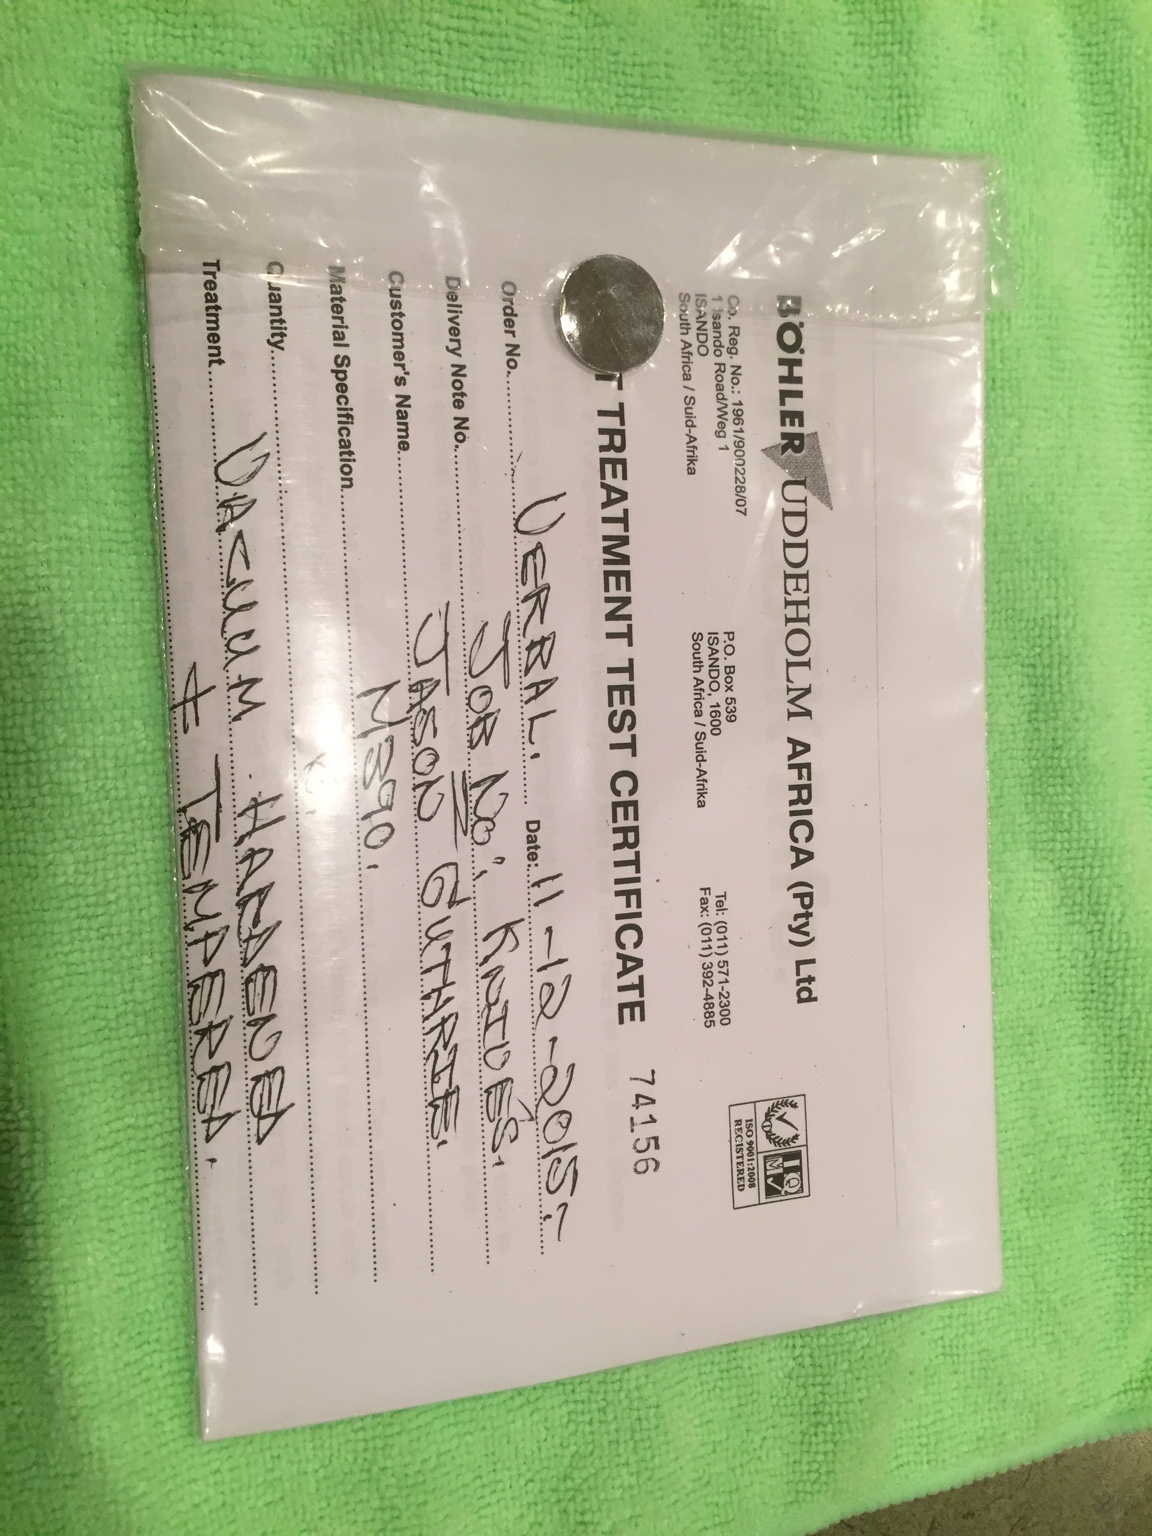 BÖHLER UDDEHOLM AFRICA (Pty) Ltd
Co. Reg. No.: 1961/900228/07
1 Isando Road/Weg 1
ISANDO
South Africa / Suid-Afrika
P.O. Box 539
ISANDO, 1600
South Africa / Suid-Afrika
Tel: (011) 571-2300
Fax: (011) 392-4885
IQ
M
ISO 9001:2008
REGISTERED
T TREATMENT TEST CERTIFICATE 74156
Order No. VERBAL. Date: 11-12-2015
Delivery Note No. JOB NO: KNIVES.
Customer's Name JASON GUTHRIE.
Material Specification M390.
Quantity
Treatment VACUUM HARDENED
+ TEMPERED.